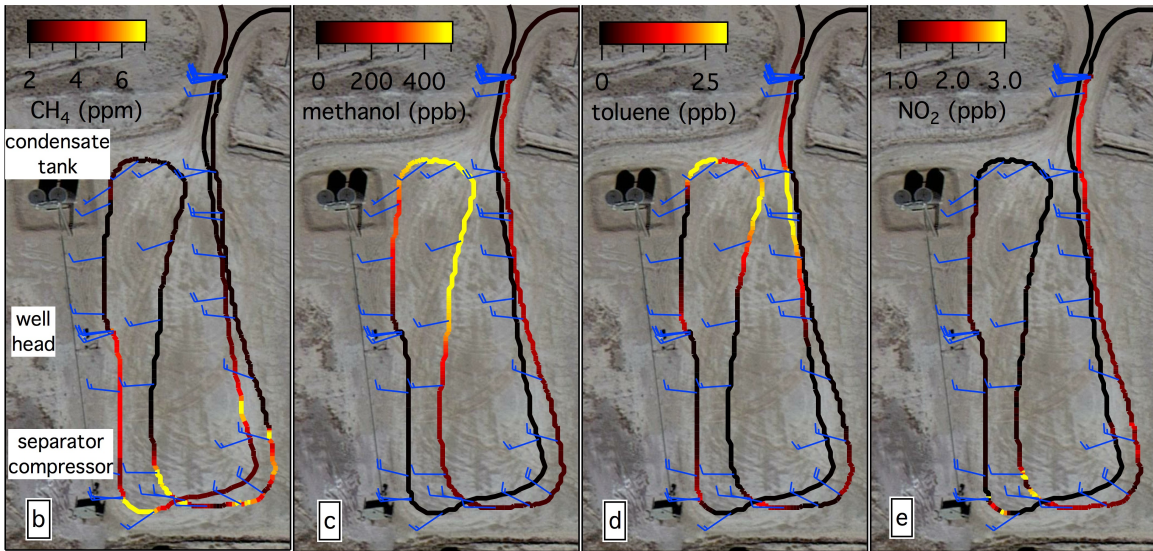 2 4 6
CH4 (ppm)
condensate
tank
well
head
separator
compressor
b
0 200 400
methanol (ppb)
c
0 25
toluene (ppb)
d
1.0 2.0 3.0
NO2 (ppb)
e